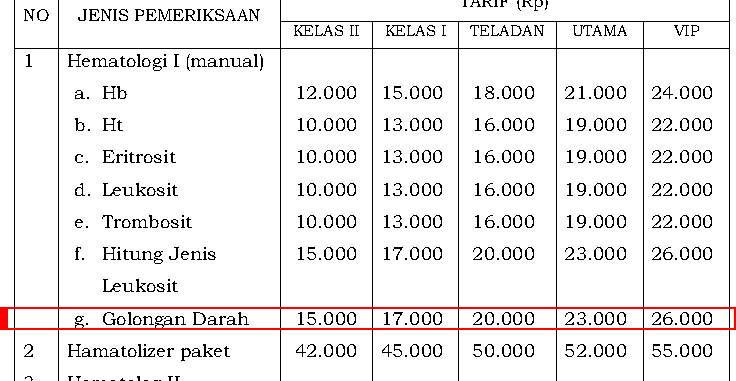 TARIF (Rp)
NO JENIS PEMERIKSAAN
KELAS II KELAS I TELADAN UTAMA VIP
1 Hematologi I (manual)
a. Hb 12.000 15.000 18.000 21.000 24.000
b. Ht 10.000 13.000 16.000 19.000 22.000
c. Eritrosit 10.000 13.000 16.000 19.000 22.000
d. Leukosit 10.000 13.000 16.000 19.000 22.000
e. Trombosit 10.000 13.000 16.000 19.000 22.000
f. Hitung Jenis 15.000 17.000 20.000 23.000 26.000
Leukosit
g. Golongan Darah 15.000 17.000 20.000 23.000 26.000
2 Hamatolizer paket 42.000 45.000 50.000 52.000 55.000